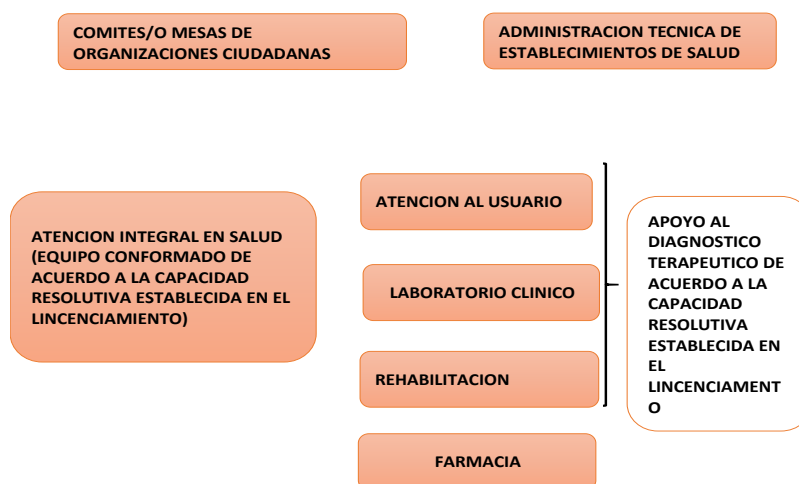 COMITES/O MESAS DE
ORGANIZACIONES CIUDADANAS
ADMINISTRACION TECNICA DE
ESTABLECIMIENTOS DE SALUD
ATENCION INTEGRAL EN SALUD
(EQUIPO CONFORMADO DE
ACUERDO A LA CAPACIDAD
RESOLUTIVA ESTABLECIDA EN EL
LINCENCIAMIENTO)
ATENCION AL USUARIO
LABORATORIO CLINICO
REHABILITACION
FARMACIA
APOYO AL
DIAGNOSTICO
TERAPEUTICO DE
ACUERDO A LA
CAPACIDAD
RESOLUTIVA
ESTABLECIDA EN
EL
LINCENCIAMENT
O